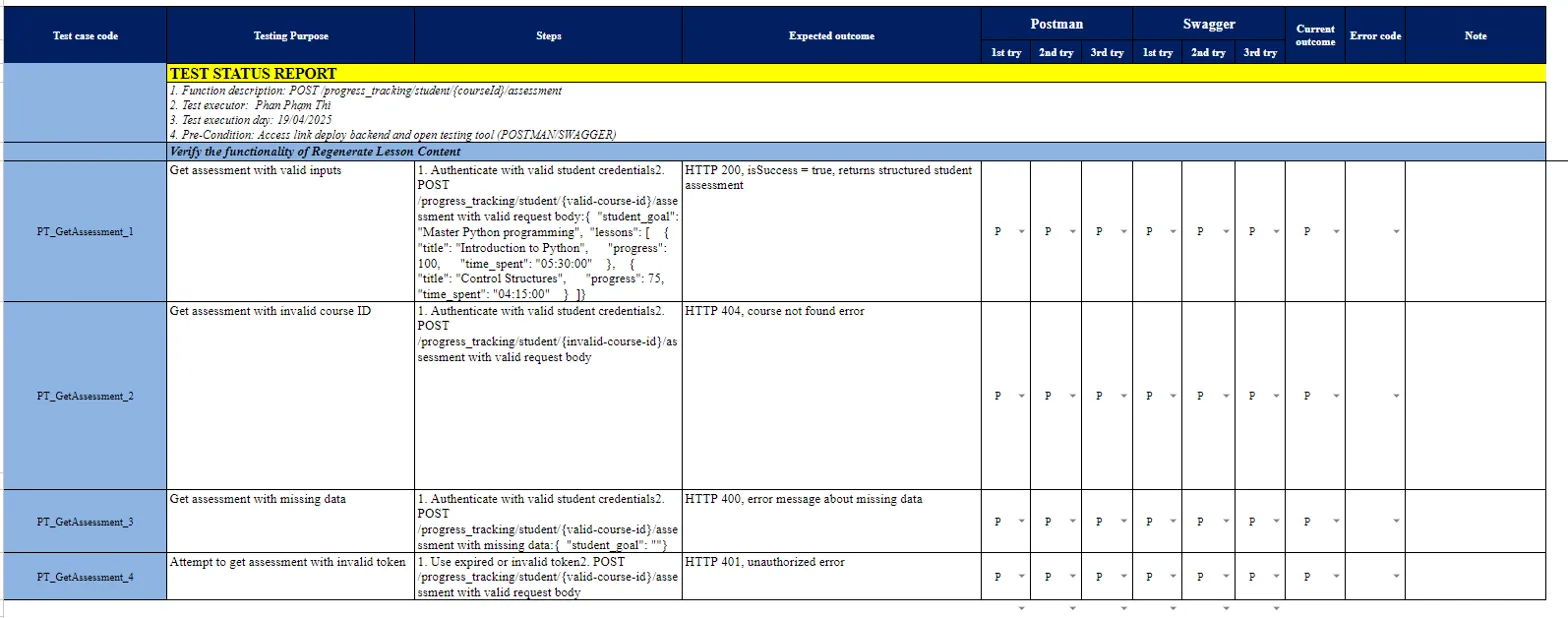 Test case code
Testing Purpose
Steps
Expected outcome
Postman
Swagger
Current
outcome
Error code
Note
1st try
2nd try
3rd try
1st try
2nd try
3rd try
TEST STATUS REPORT
1. Function description: POST /progress_tracking/student/{courseId}/assessment
2. Test executor:  Phan Phạm Thi
3. Test execution day: 19/04/2025
4. Pre-Condition: Access link deploy backend and open testing tool (POSTMAN/SWAGGER)
Verify the functionality of Regenerate Lesson Content
PT_GetAssessment_1
Get assessment with valid inputs
1. Authenticate with valid student credentials2.
POST
/progress_tracking/student/{valid-course-id}/asse
ssment with valid request body:{  "student_goal":
"Master Python programming",  "lessons": [    {
"title": "Introduction to Python",      "progress":
100,      "time_spent": "05:30:00"    },    {
"title": "Control Structures",      "progress": 75,
"time_spent": "04:15:00"    }  ]}
HTTP 200, isSuccess = true, returns structured student
assessment
P
P
P
P
P
P
P
PT_GetAssessment_2
Get assessment with invalid course ID
1. Authenticate with valid student credentials2.
POST
/progress_tracking/student/{invalid-course-id}/as
sessment with valid request body
HTTP 404, course not found error
P
P
P
P
P
P
P
PT_GetAssessment_3
Get assessment with missing data
1. Authenticate with valid student credentials2.
POST
/progress_tracking/student/{valid-course-id}/asse
ssment with missing data:{  "student_goal": ""}
HTTP 400, error message about missing data
P
P
P
P
P
P
P
PT_GetAssessment_4
Attempt to get assessment with invalid token
1. Use expired or invalid token2. POST
/progress_tracking/student/{valid-course-id}/asse
ssment with valid request body
HTTP 401, unauthorized error
P
P
P
P
P
P
P